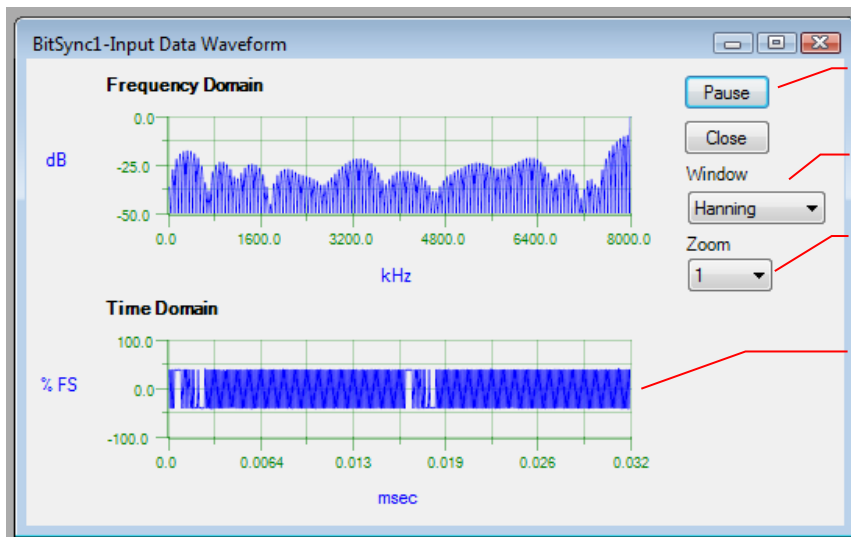 BitSync1-Input Data Waveform
Frequency Domain
Pause
0.0
dB
Close
-25.0
Window
-50.0
Hanning
0.0 1600.0 3200.0 4800.0 6400.0 8000.0
Zoom
kHz
1
Time Domain
100.0
% FS
0.0
-100.0
0.0 0.0064 0.013 0.019 0.026 0.032
msec